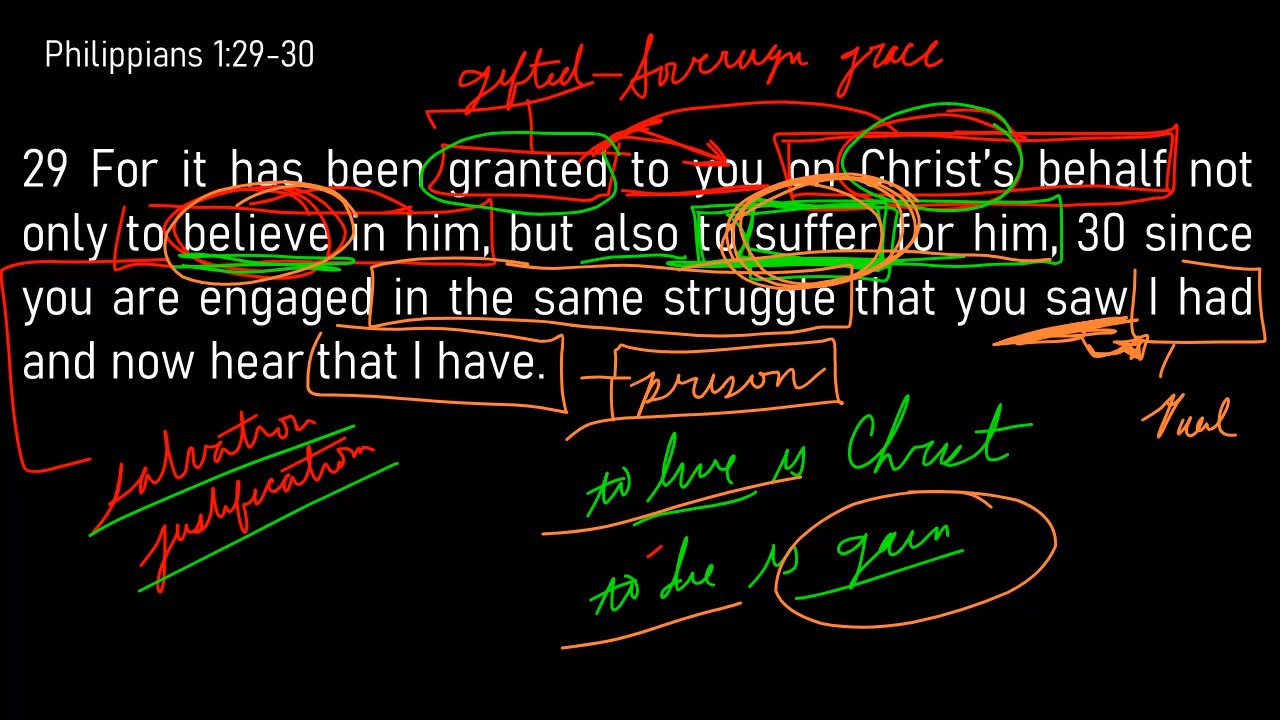 Philippians 1:29-30
gifted – Sovereign grace
29 For it has been granted to you on Christ's behalf not
only to believe in him, but also to suffer for him, 30 since
you are engaged in the same struggle that you saw I had
and now hear that I have.
prison
salvation
justification
to live is Christ
to die is gain